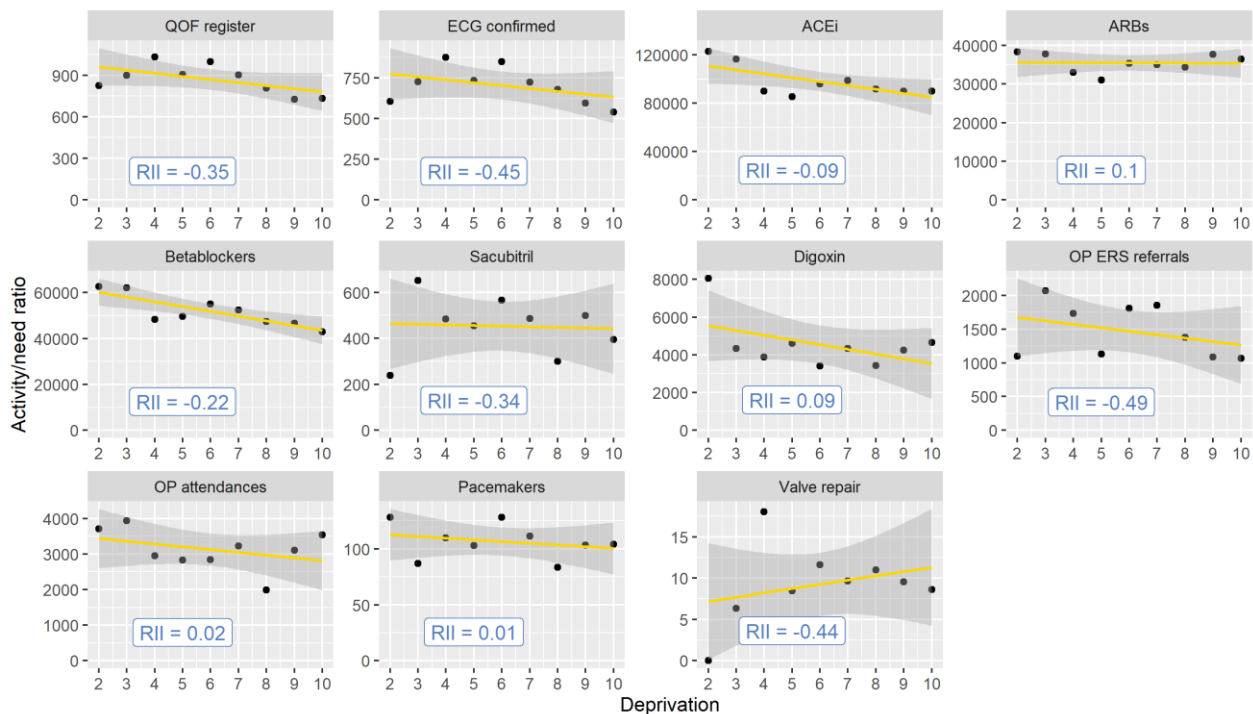 QOF register
ECG confirmed
ACEi
ARBs
900
600
300
0
RII = -0.35
2 3 4 5 6 7 8 9 10
750
500
250
0
RII = -0.45
2 3 4 5 6 7 8 9 10
120000
80000
40000
0
RII = -0.09
2 3 4 5 6 7 8 9 10
40000
30000
20000
10000
0
RII = 0.1
2 3 4 5 6 7 8 9 10
Activity/need ratio
Betablockers
Sacubitril
Digoxin
OP ERS referrals
60000
40000
20000
0
RII = -0.22
2 3 4 5 6 7 8 9 10
600
400
200
0
RII = -0.34
2 3 4 5 6 7 8 9 10
8000
6000
4000
2000
0
RII = 0.09
2 3 4 5 6 7 8 9 10
2000
1500
1000
500
0
RII = -0.49
2 3 4 5 6 7 8 9 10
OP attendances
Pacemakers
Valve repair
4000
3000
2000
1000
0
RII = 0.02
2 3 4 5 6 7 8 9 10
100
50
0
RII = 0.01
2 3 4 5 6 7 8 9 10
15
10
5
0
RII = -0.44
2 3 4 5 6 7 8 9 10
Deprivation